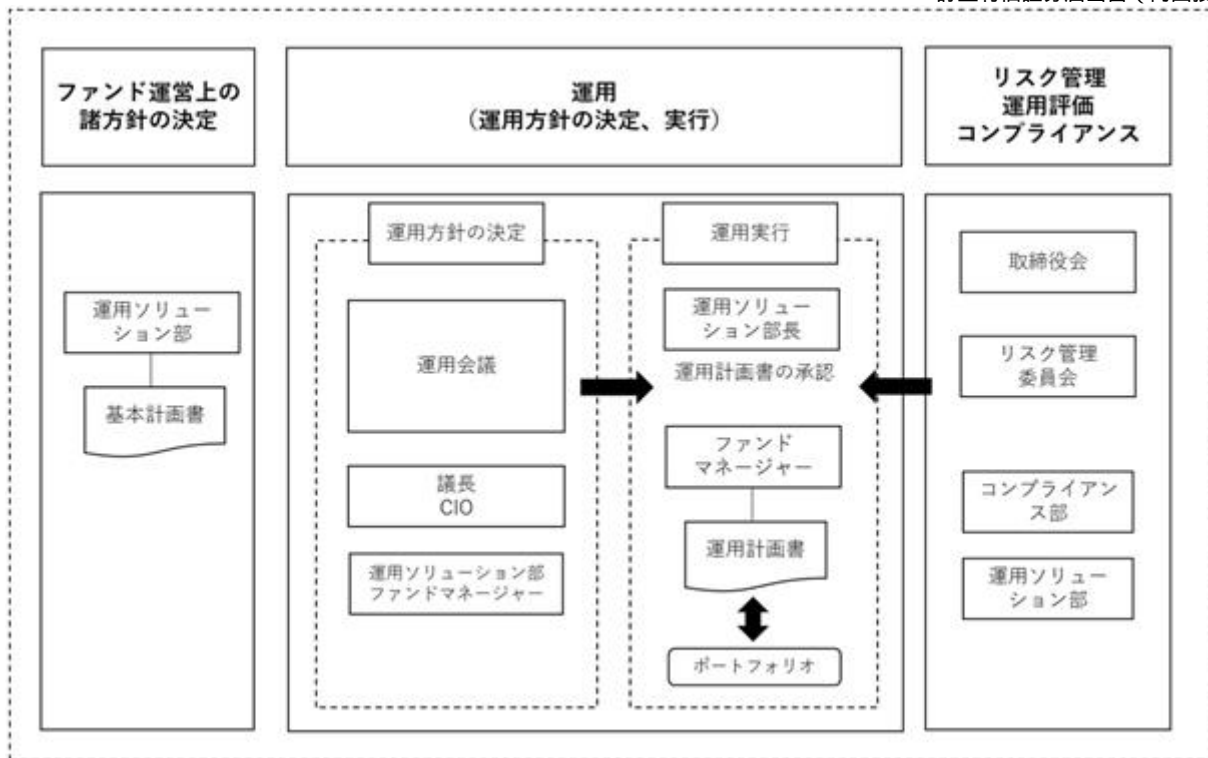 ファンド運営上の
諸方針の決定
運用
（運用方針の決定、実行）
リスク管理
運用評価
コンプライアンス
運用ソリュー
ション部
基本計画書
運用方針の決定
運用会議
議長
CIO
運用ソリューション部
ファンドマネージャー
運用実行
運用ソリュー
ション部長
運用計画書の承認
ファンド
マネージャー
運用計画書
ポートフォリオ
取締役会
リスク管理
委員会
コンプライアン
ス部
運用ソリュー
ション部